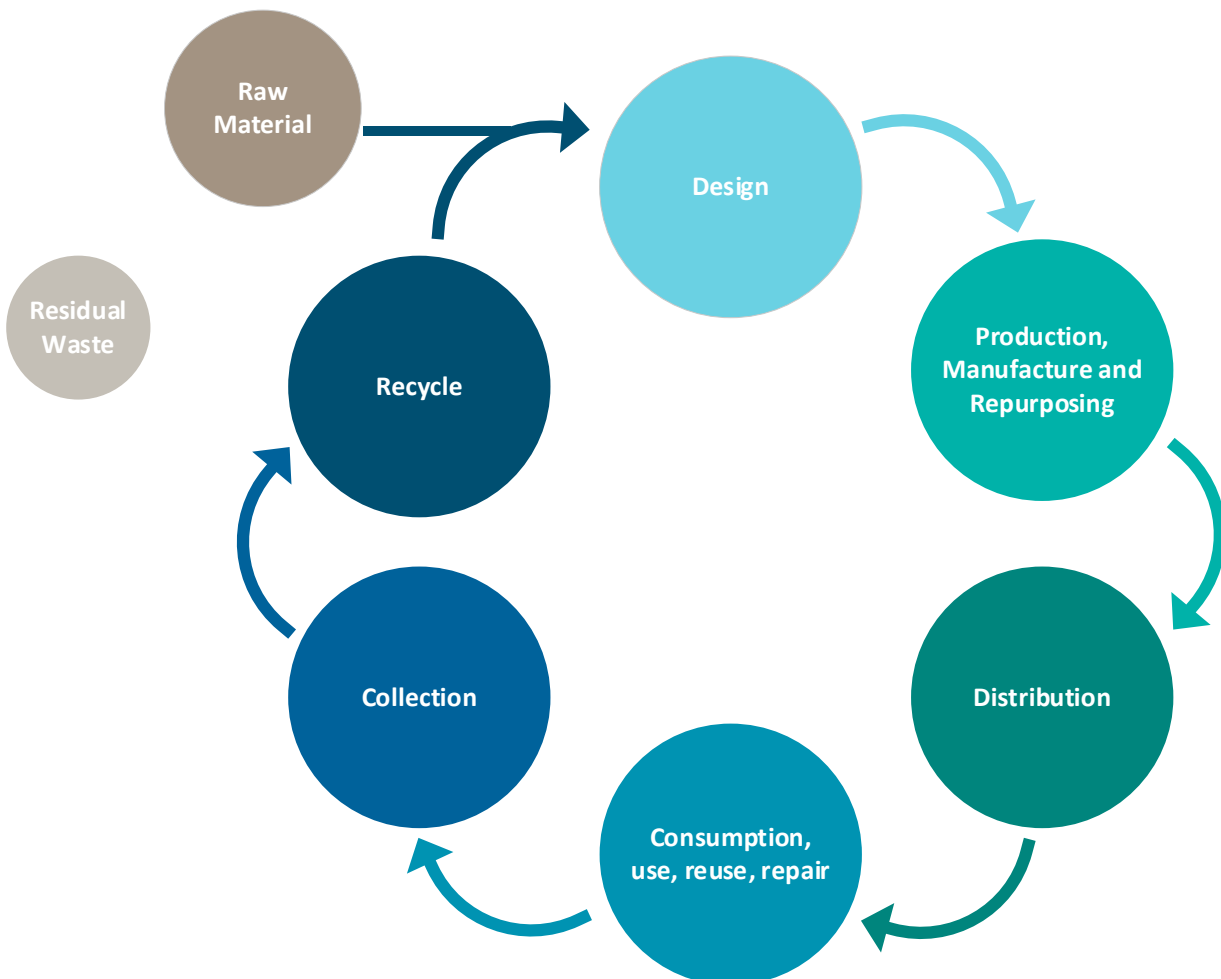 Raw
Material
Design
Residual
Waste
Recycle
Production,
Manufacture and
Repurposing
Collection
Distribution
Consumption,
use, reuse, repair